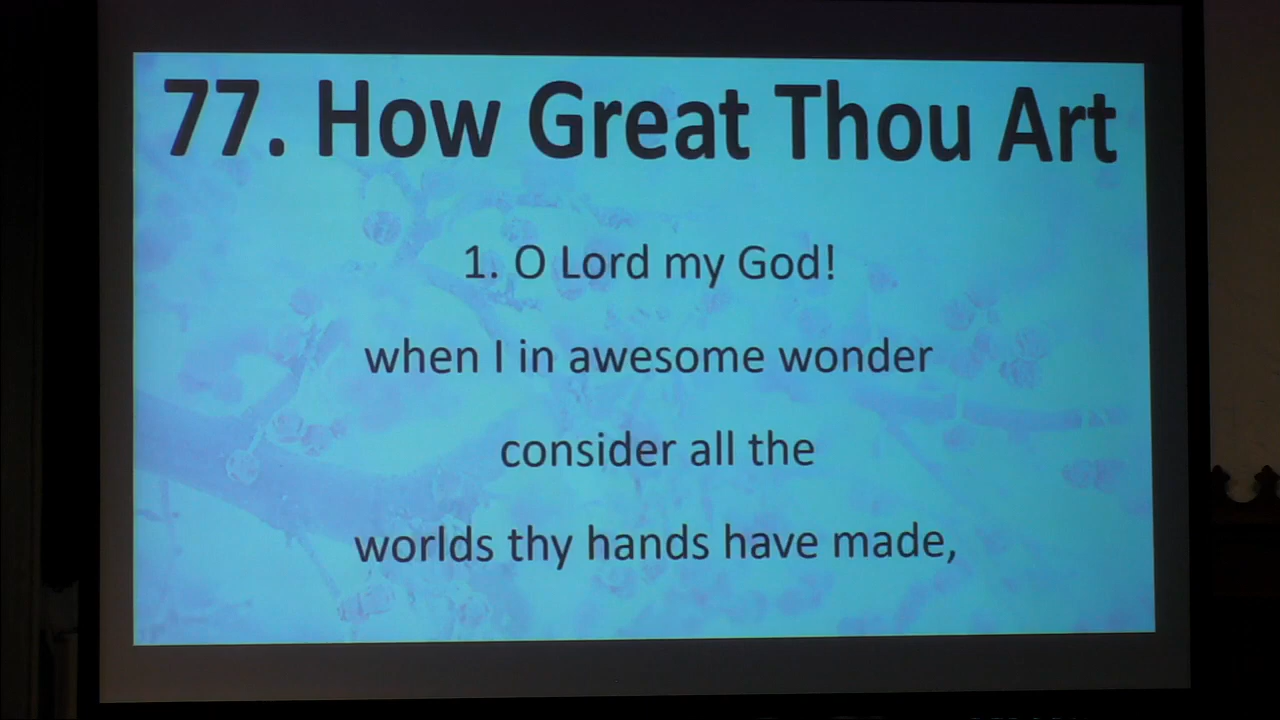 77. How Great Thou Art
1. O Lord my God!
when I in awesome wonder
consider all the
worlds thy hands have made,